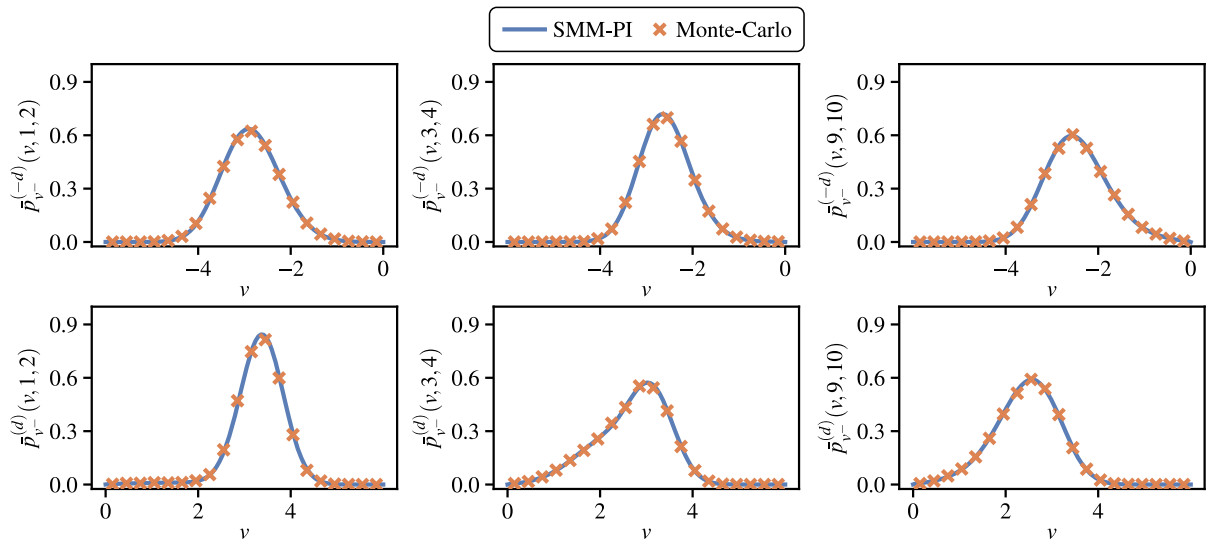 SMM-PI Monte-Carlo
p̄_{v⁻}^{(−d)}(v, 1, 2)
0.9
0.6
0.3
0.0
−4 −2 0
v
p̄_{v⁻}^{(−d)}(v, 3, 4)
0.9
0.6
0.3
0.0
−4 −2 0
v
p̄_{v⁻}^{(−d)}(v, 9, 10)
0.9
0.6
0.3
0.0
−4 −2 0
v
p̄_{v⁻}^{(d)}(v, 1, 2)
0.9
0.6
0.3
0.0
0 2 4
v
p̄_{v⁻}^{(d)}(v, 3, 4)
0.9
0.6
0.3
0.0
0 2 4
v
p̄_{v⁻}^{(d)}(v, 9, 10)
0.9
0.6
0.3
0.0
0 2 4
v